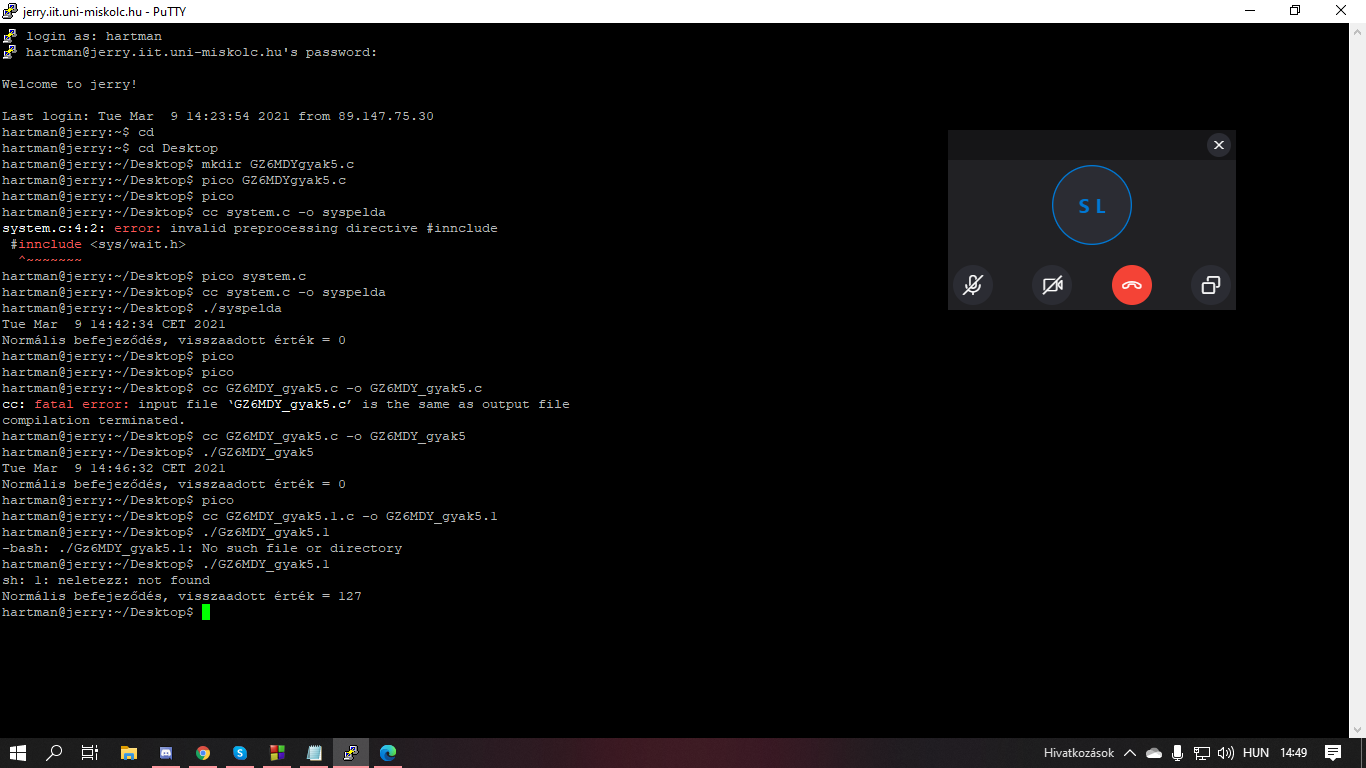 jerry.iit.uni-miskolc.hu - PuTTY
login as: hartman
hartman@jerry.iit.uni-miskolc.hu's password:
Welcome to jerry!
Last login: Tue Mar  9 14:23:54 2021 from 89.147.75.30
hartman@jerry:~$ cd
hartman@jerry:~$ cd Desktop
hartman@jerry:~/Desktop$ mkdir GZ6MDYgyak5.c
hartman@jerry:~/Desktop$ pico GZ6MDYgyak5.c
hartman@jerry:~/Desktop$ pico
hartman@jerry:~/Desktop$ cc system.c -o syspelda
system.c:4:2: error: invalid preprocessing directive #innclude
 #innclude <sys/wait.h>
  ^~~~~~~~
hartman@jerry:~/Desktop$ pico system.c
hartman@jerry:~/Desktop$ cc system.c -o syspelda
hartman@jerry:~/Desktop$ ./syspelda
Tue Mar  9 14:42:34 CET 2021
Normális befejeződés, visszaadott érték = 0
hartman@jerry:~/Desktop$ pico
hartman@jerry:~/Desktop$ pico
hartman@jerry:~/Desktop$ cc GZ6MDY_gyak5.c -o GZ6MDY_gyak5.c
cc: fatal error: input file ‘GZ6MDY_gyak5.c’ is the same as output file
compilation terminated.
hartman@jerry:~/Desktop$ cc GZ6MDY_gyak5.c -o GZ6MDY_gyak5
hartman@jerry:~/Desktop$ ./GZ6MDY_gyak5
Tue Mar  9 14:46:32 CET 2021
Normális befejeződés, visszaadott érték = 0
hartman@jerry:~/Desktop$ pico
hartman@jerry:~/Desktop$ cc GZ6MDY_gyak5.1.c -o GZ6MDY_gyak5.1
hartman@jerry:~/Desktop$ ./Gz6MDY_gyak5.1
-bash: ./Gz6MDY_gyak5.1: No such file or directory
hartman@jerry:~/Desktop$ ./GZ6MDY_gyak5.1
sh: 1: neletezz: not found
Normális befejeződés, visszaadott érték = 127
hartman@jerry:~/Desktop$
S L
Hivatkozások HUN 14:49